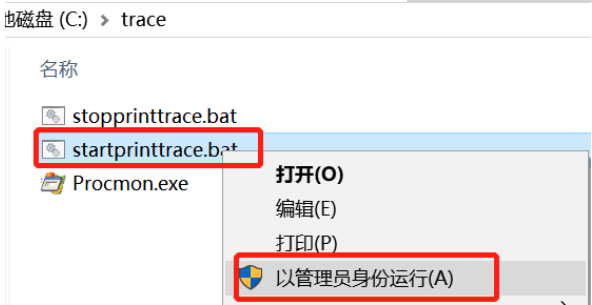 地磁盘 (C:) > trace
名称
stopprinttrace.bat
startprinttrace.bat
Procmon.exe
打开(O)
编辑(E)
打印(P)
以管理员身份运行(A)